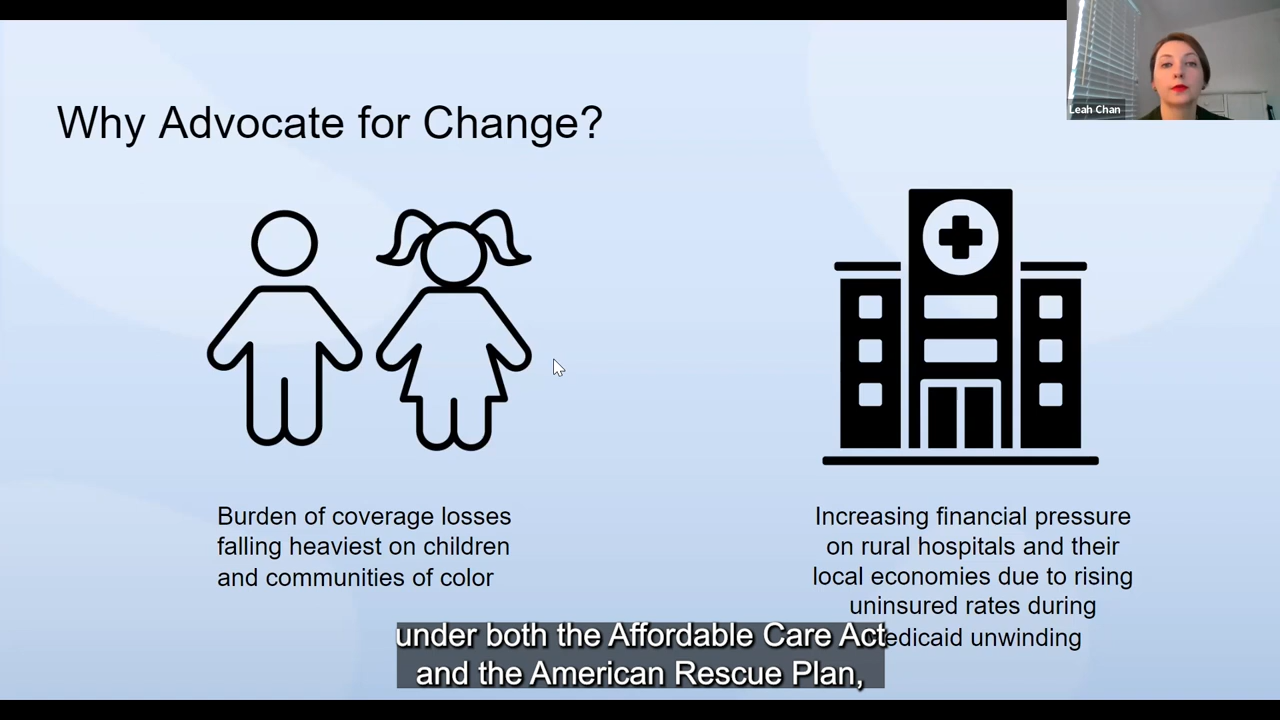 Leah Chan
Why Advocate for Change?
Burden of coverage losses
falling heaviest on children
and communities of color
Increasing financial pressure
on rural hospitals and their
local economies due to rising
uninsured rates during
edicaid unwinding
under both the Affordable Care Act
and the American Rescue Plan,